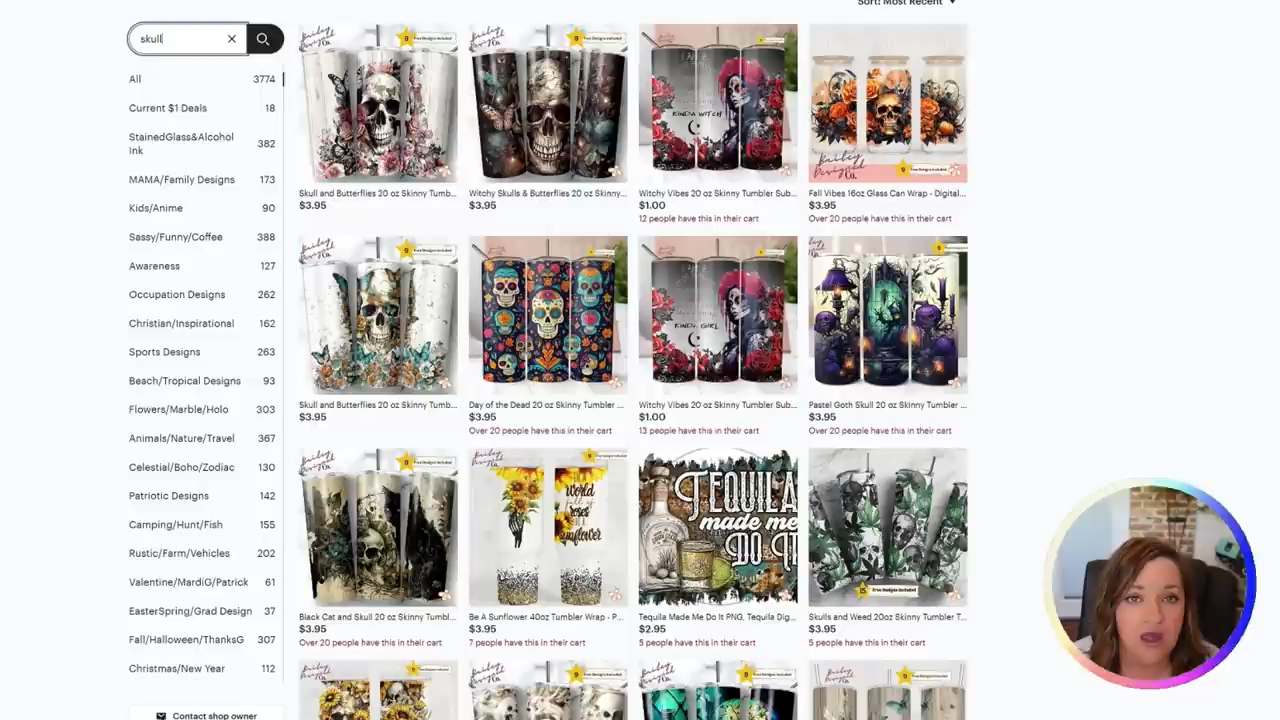 Sort: Most Recent
skull
All 3774
Current $1 Deals 18
StainedGlass&Alcohol
Ink 382
MAMA/Family Designs 173
Kids/Anime 90
Sassy/Funny/Coffee 388
Awareness 127
Occupation Designs 262
Christian/Inspirational 162
Sports Designs 263
Beach/Tropical Designs 93
Flowers/Marble/Holo 303
Animals/Nature/Travel 367
Celestial/Boho/Zodiac 130
Patriotic Designs 142
Camping/Hunt/Fish 155
Rustic/Farm/Vehicles 202
Valentine/MardiG/Patrick 61
EasterSpring/Grad Design 37
Fall/Halloween/ThanksG 307
Christmas/New Year 112
Contact shop owner
KINDA WITCH
Skull and Butterflies 20 oz Skinny Tumb...
$3.95
Witchy Skulls & Butterflies 20 oz Skinny...
$3.95
Witchy Vibes 20 oz Skinny Tumbler Sub...
$1.00
12 people have this in their cart
Fall Vibes 16oz Glass Can Wrap - Digital...
$3.95
Over 20 people have this in their cart
KINDA GIRL
Skull and Butterflies 20 oz Skinny Tumb...
$3.95
Day of the Dead 20 oz Skinny Tumbler ...
$3.95
Over 20 people have this in their cart
Witchy Vibes 20 oz Skinny Tumbler Sub...
$1.00
13 people have this in their cart
Pastel Goth Skull 20 oz Skinny Tumbler ...
$3.95
Over 20 people have this in their cart
World
full of
roses
sunflower
TEQUILA
made me
DO IT
Black Cat and Skull 20 oz Skinny Tumbl...
$3.95
Over 20 people have this in their cart
Be A Sunflower 40oz Tumbler Wrap - P...
$3.95
7 people have this in their cart
Tequila Made Me Do It PNG, Tequila Dig...
$2.95
5 people have this in their cart
Skulls and Weed 20oz Skinny Tumbler T...
$3.95
5 people have this in their cart